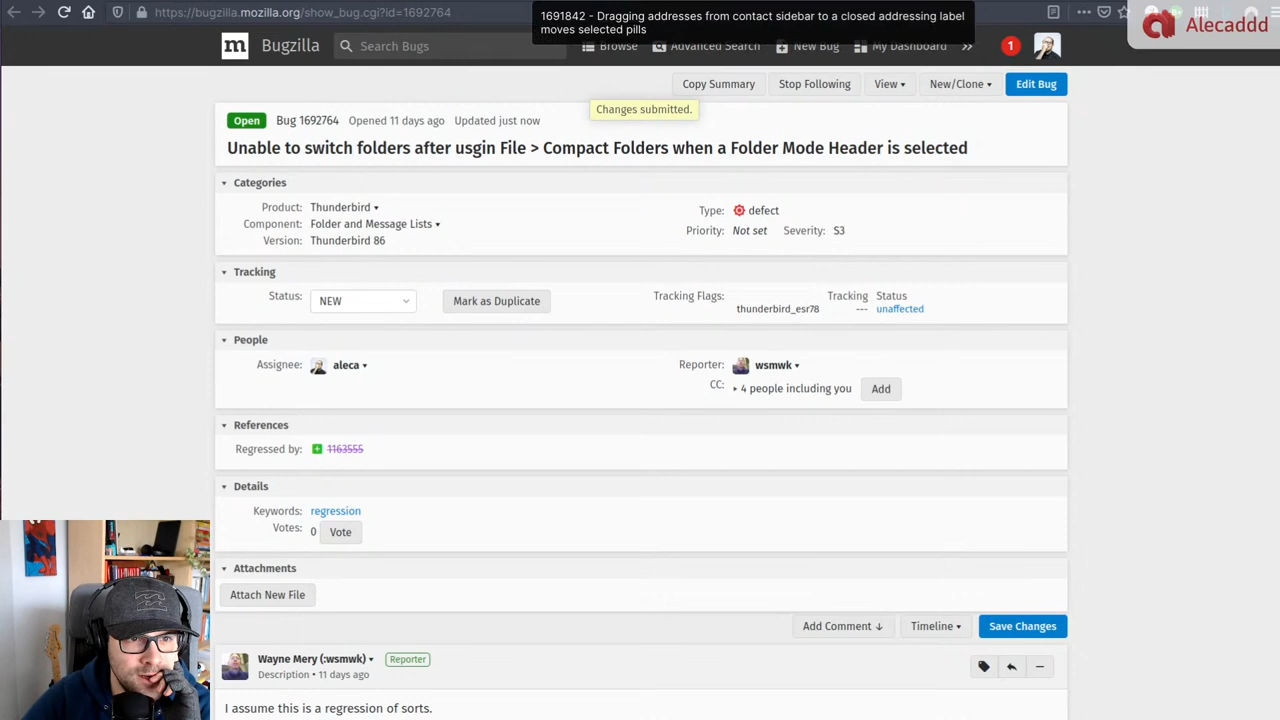 https://bugzilla.mozilla.org/show_bug.cgi?id=1692764
1691842 - Dragging addresses from contact sidebar to a closed addressing label
moves selected pills
Alecaddd
m Bugzilla Search Bugs Browse Advanced Search New Bug My Dashboard » 1
Copy Summary Stop Following View New/Clone Edit Bug
Changes submitted.
Open Bug 1692764 Opened 11 days ago Updated just now
Unable to switch folders after usgin File > Compact Folders when a Folder Mode Header is selected
Categories
Product: Thunderbird
Component: Folder and Message Lists
Version: Thunderbird 86
Type: defect
Priority: Not set Severity: S3
Tracking
Status: NEW Mark as Duplicate
Tracking Flags: Tracking Status
thunderbird_esr78 --- unaffected
People
Assignee: aleca
Reporter: wsmwk
CC: 4 people including you Add
References
Regressed by: 1163555
Details
Keywords: regression
Votes: 0 Vote
Attachments
Attach New File
Add Comment ↓ Timeline Save Changes
Wayne Mery (:wsmwk) Reporter
Description • 11 days ago
I assume this is a regression of sorts.